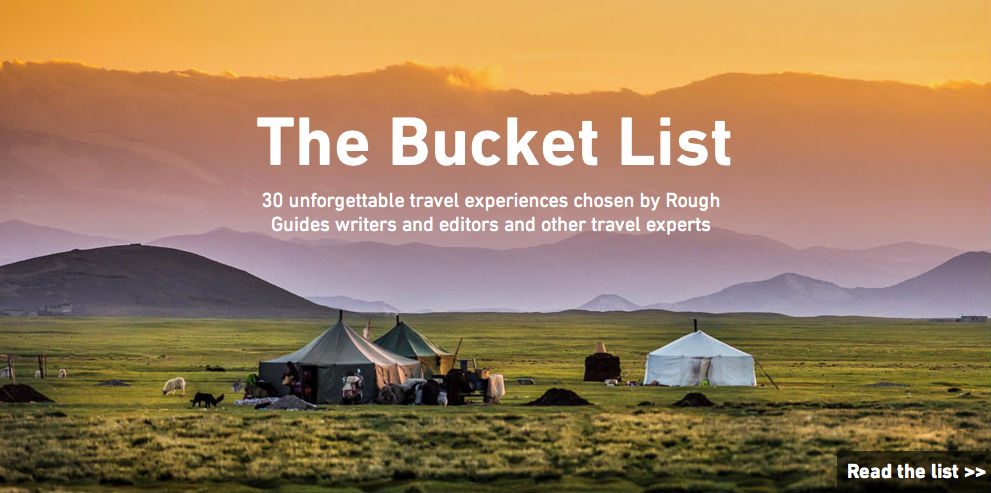 The Bucket List
30 unforgettable travel experiences chosen by Rough
Guides writers and editors and other travel experts
Read the list >>